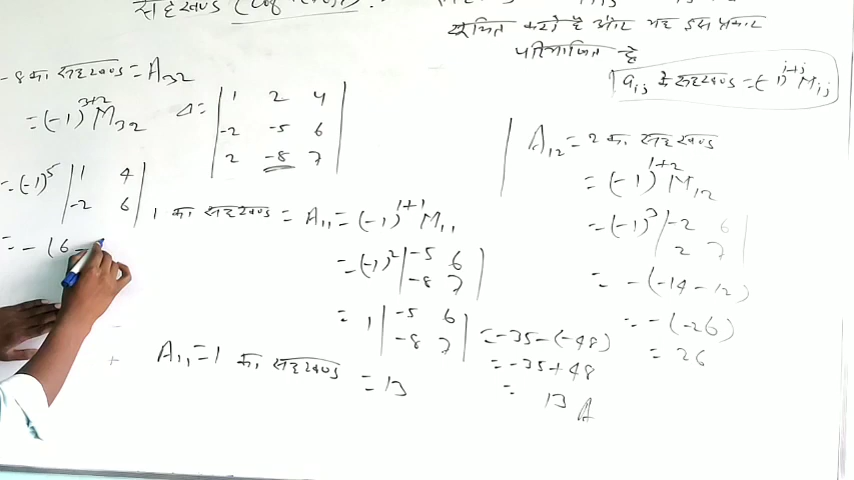 सहखण्ड
सूचित करते है और यह इस प्रकार
परिभाषित है
aᵢⱼ के सहखण्ड = (-1)ⁱ⁺ʲ Mᵢⱼ
-8 का सहखण्ड = A₃₂
= (-1)³⁺² M₃₂
Δ = | 1 2 4 |
| -2 -5 6 |
| 2 -8 7 |
= (-1)⁵ | 1 4 |
| -2 6 |
= - (6 -
1 का सहखण्ड = A₁₁ = (-1)¹⁺¹ M₁₁
= (-1)² | -5 6 |
| -8 7 |
= 1 | -5 6 |
| -8 7 |
= -35 - (-48)
= -35 + 48
= 13 A
A₁₁ = 1 का सहखण्ड = 13
A₁₂ = 2 का सहखण्ड
= (-1)¹⁺² M₁₂
= (-1)³ | -2 6 |
| 2 7 |
= - (-14 - 12)
= - (-26)
= 26